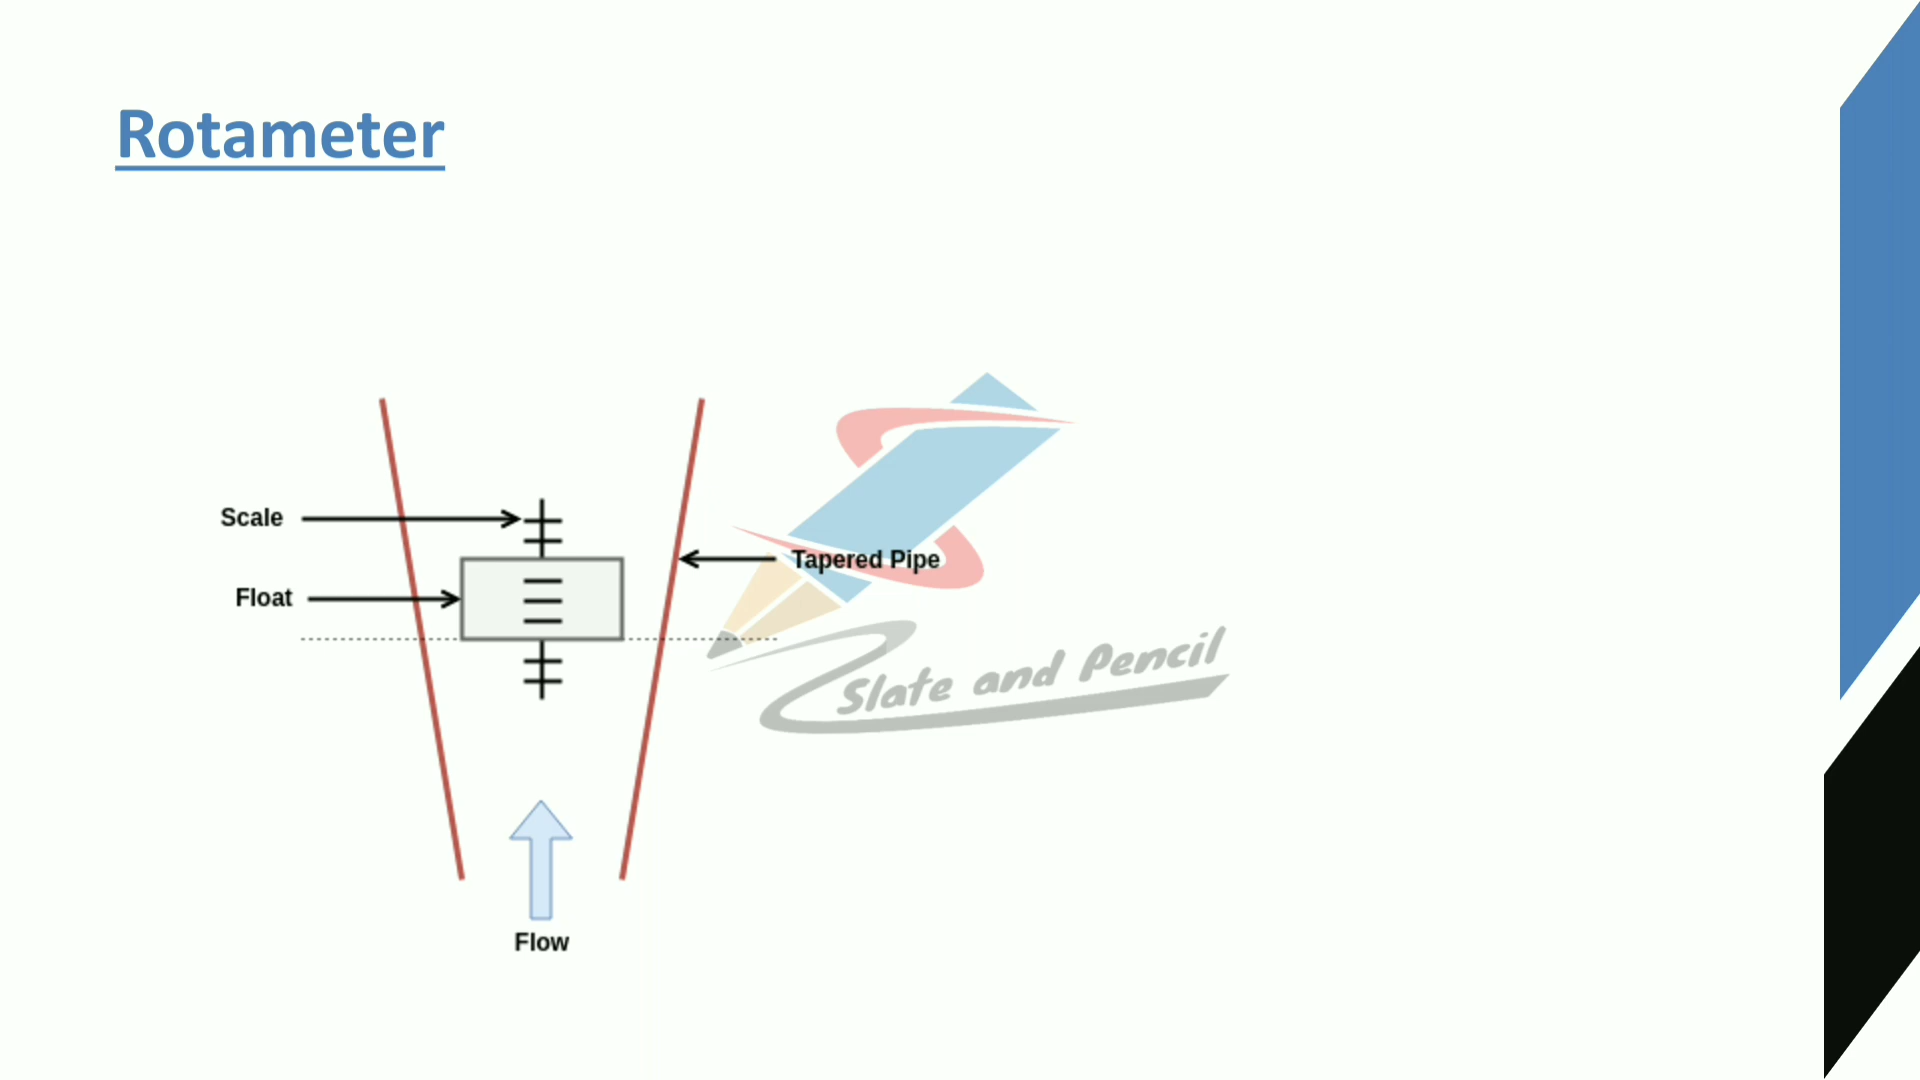 Rotameter
Scale
Tapered Pipe
Float
Slate and Pencil
Flow